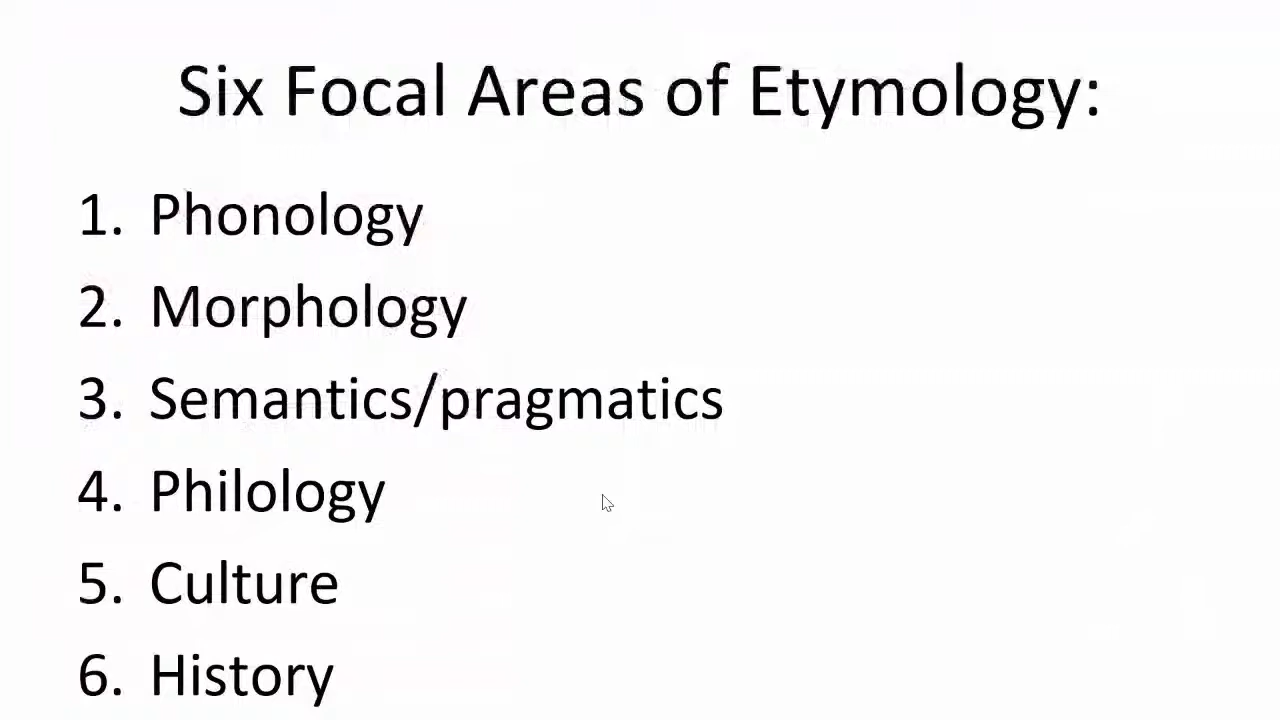 Six Focal Areas of Etymology:
1. Phonology
2. Morphology
3. Semantics/pragmatics
4. Philology
5. Culture
6. History